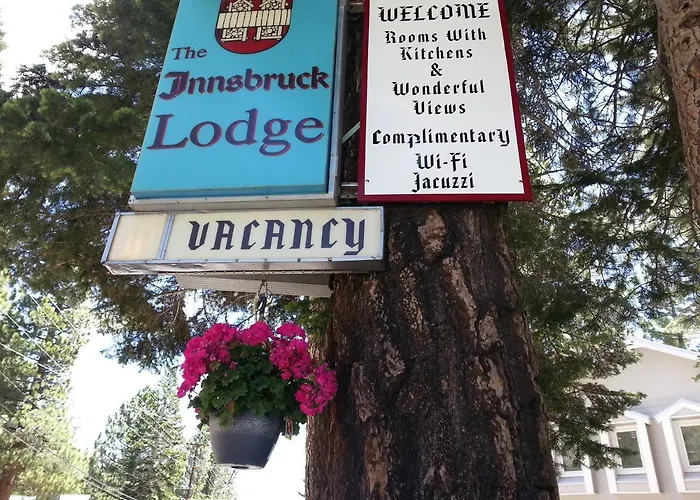 The
Innsbruck
Lodge
VACANCY
WELCOME
Rooms With
Kitchens
&
Wonderful
Views
Complimentary
Wi-Fi
Jacuzzi